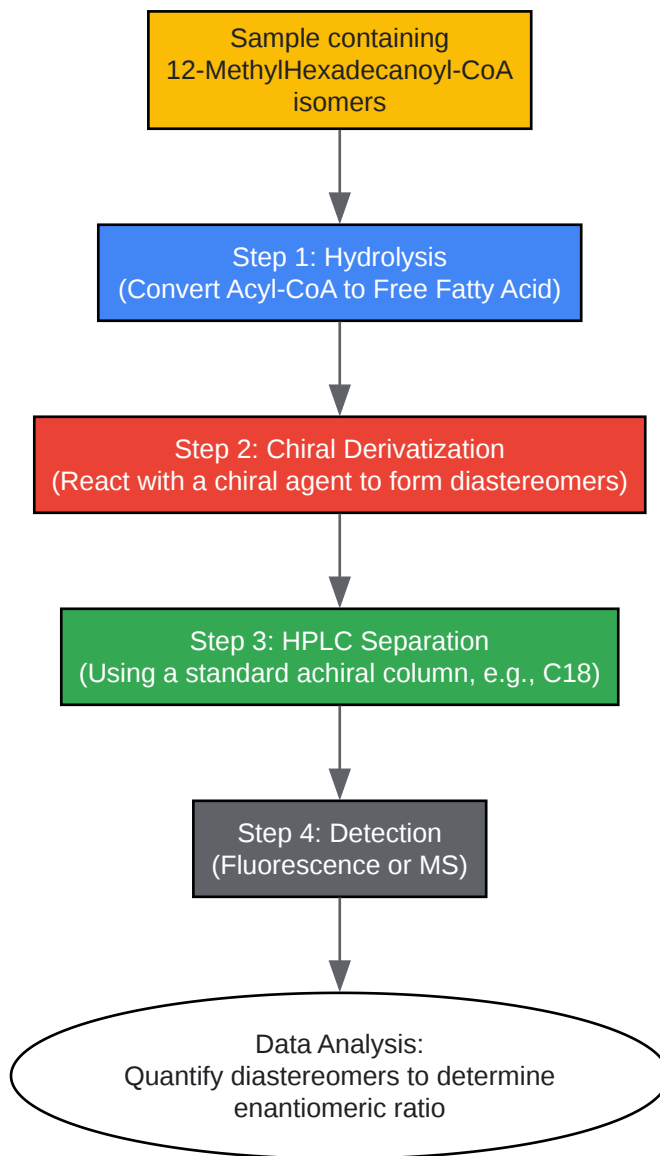 Sample containing
12-MethylHexadecanoyl-CoA
isomers
Step 1: Hydrolysis
(Convert Acyl-CoA to Free Fatty Acid)
Step 2: Chiral Derivatization
(React with a chiral agent to form diastereomers)
Step 3: HPLC Separation
(Using a standard achiral column, e.g., C18)
Step 4: Detection
(Fluorescence or MS)
Data Analysis:
Quantify diastereomers to determine
enantiomeric ratio